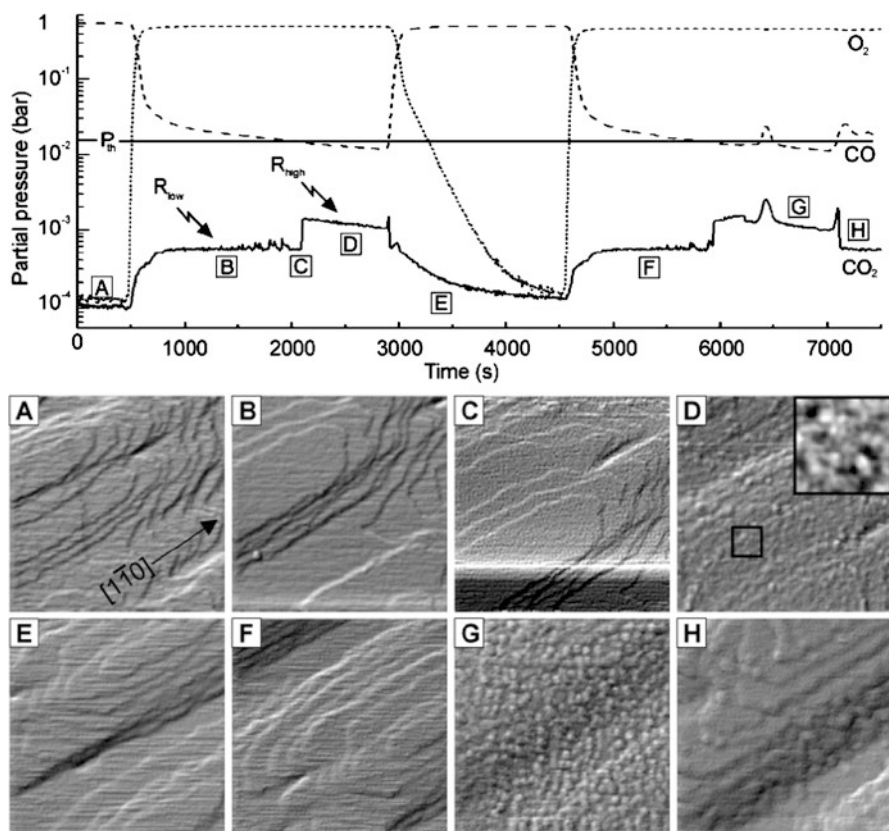 1
10⁻¹
10⁻²
10⁻³
10⁻⁴
Partial pressure (bar)
P_th
R_low
R_high
O₂
CO
CO₂
A
B
C
D
E
F
G
H
0
1000
2000
3000
4000
5000
6000
7000
Time (s)
A
[11̄0]
B
C
D
E
F
G
H